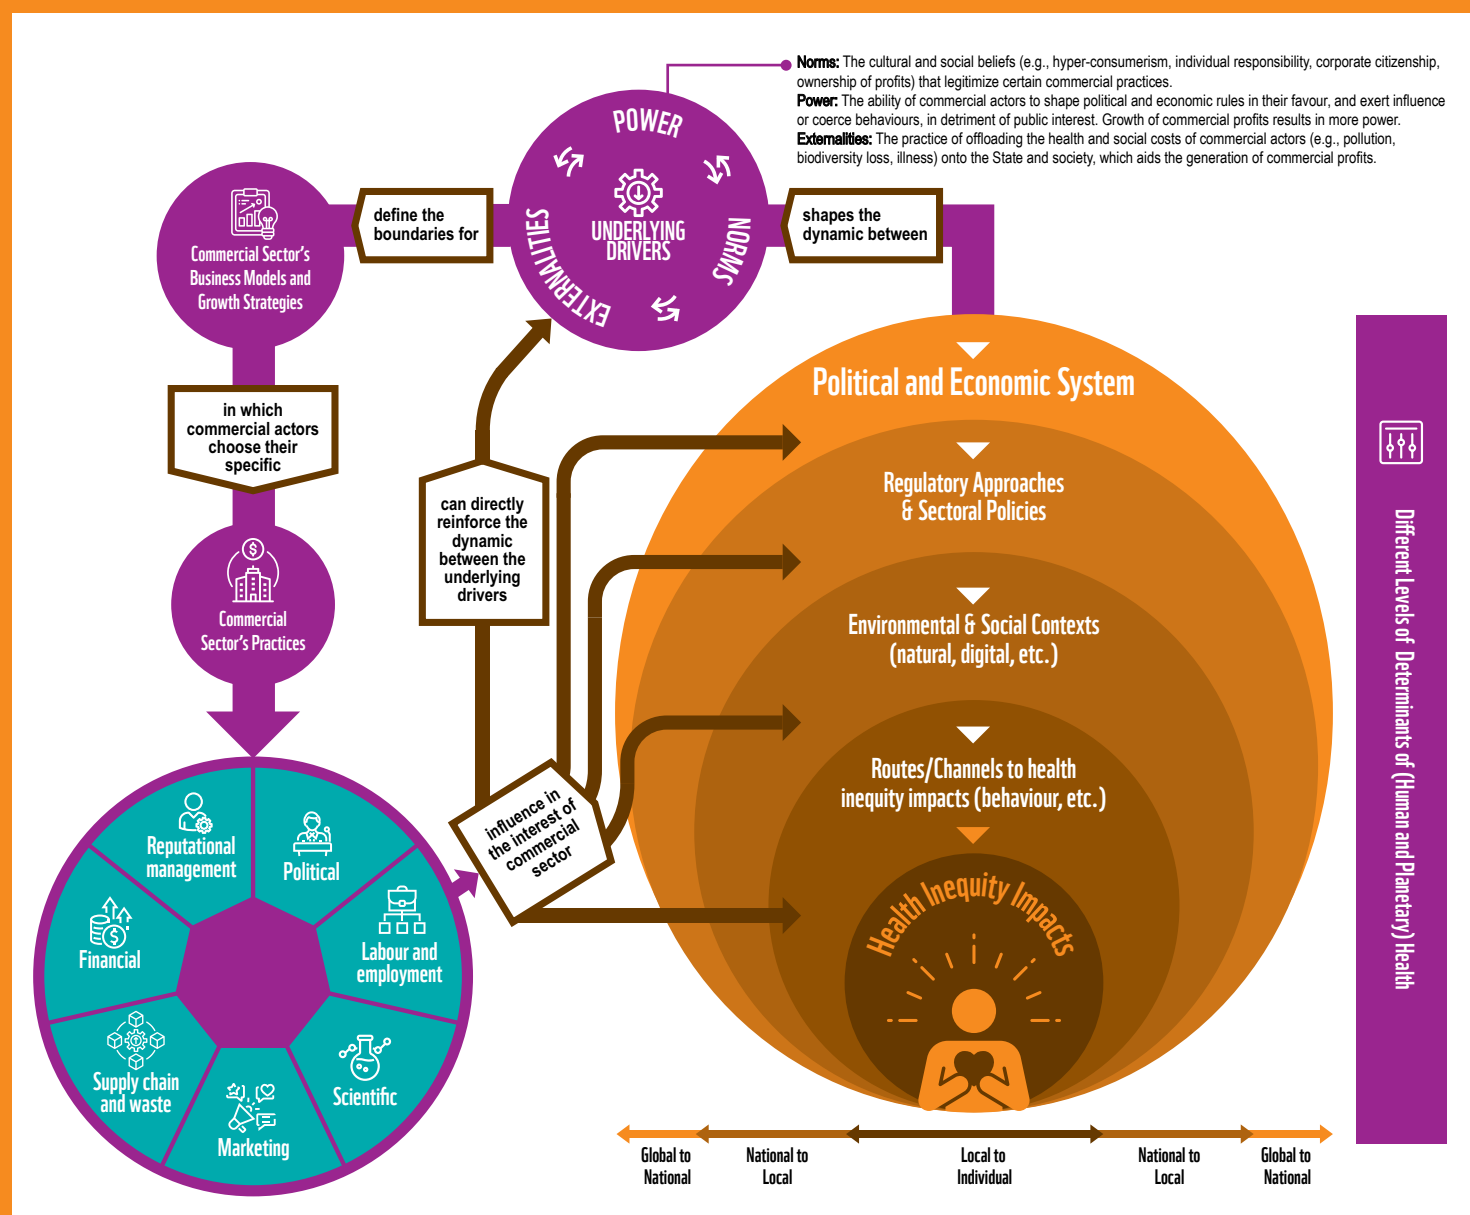 Norms: The cultural and social beliefs (e.g., hyper-consumerism, individual responsibility, corporate citizenship,
ownership of profits) that legitimize certain commercial practices.
Power: The ability of commercial actors to shape political and economic rules in their favour, and exert influence
or coerce behaviours, in detriment of public interest. Growth of commercial profits results in more power.
Externalities: The practice of offloading the health and social costs of commercial actors (e.g., pollution,
biodiversity loss, illness) onto the State and society, which aids the generation of commercial profits.
POWER
NORMS
EXTERNALITIES
UNDERLYING
DRIVERS
shapes the
dynamic between
define the
boundaries for
Commercial Sector's
Business Models and
Growth Strategies
in which
commercial actors
choose their
specific
Commercial
Sector's Practices
can directly
reinforce the
dynamic
between the
underlying
drivers
influence in
the interest of
commercial
sector
Reputational
management
Political
Financial
Labour and
employment
Supply chain
and waste
Scientific
Marketing
Political and Economic System
Regulatory Approaches
& Sectoral Policies
Environmental & Social Contexts
(natural, digital, etc.)
Routes/Channels to health
inequity impacts (behaviour, etc.)
Health Inequity Impacts
Different Levels of Determinants of (Human and Planetary) Health
Global to
National
National to
Local
Local to
Individual
National to
Local
Global to
National